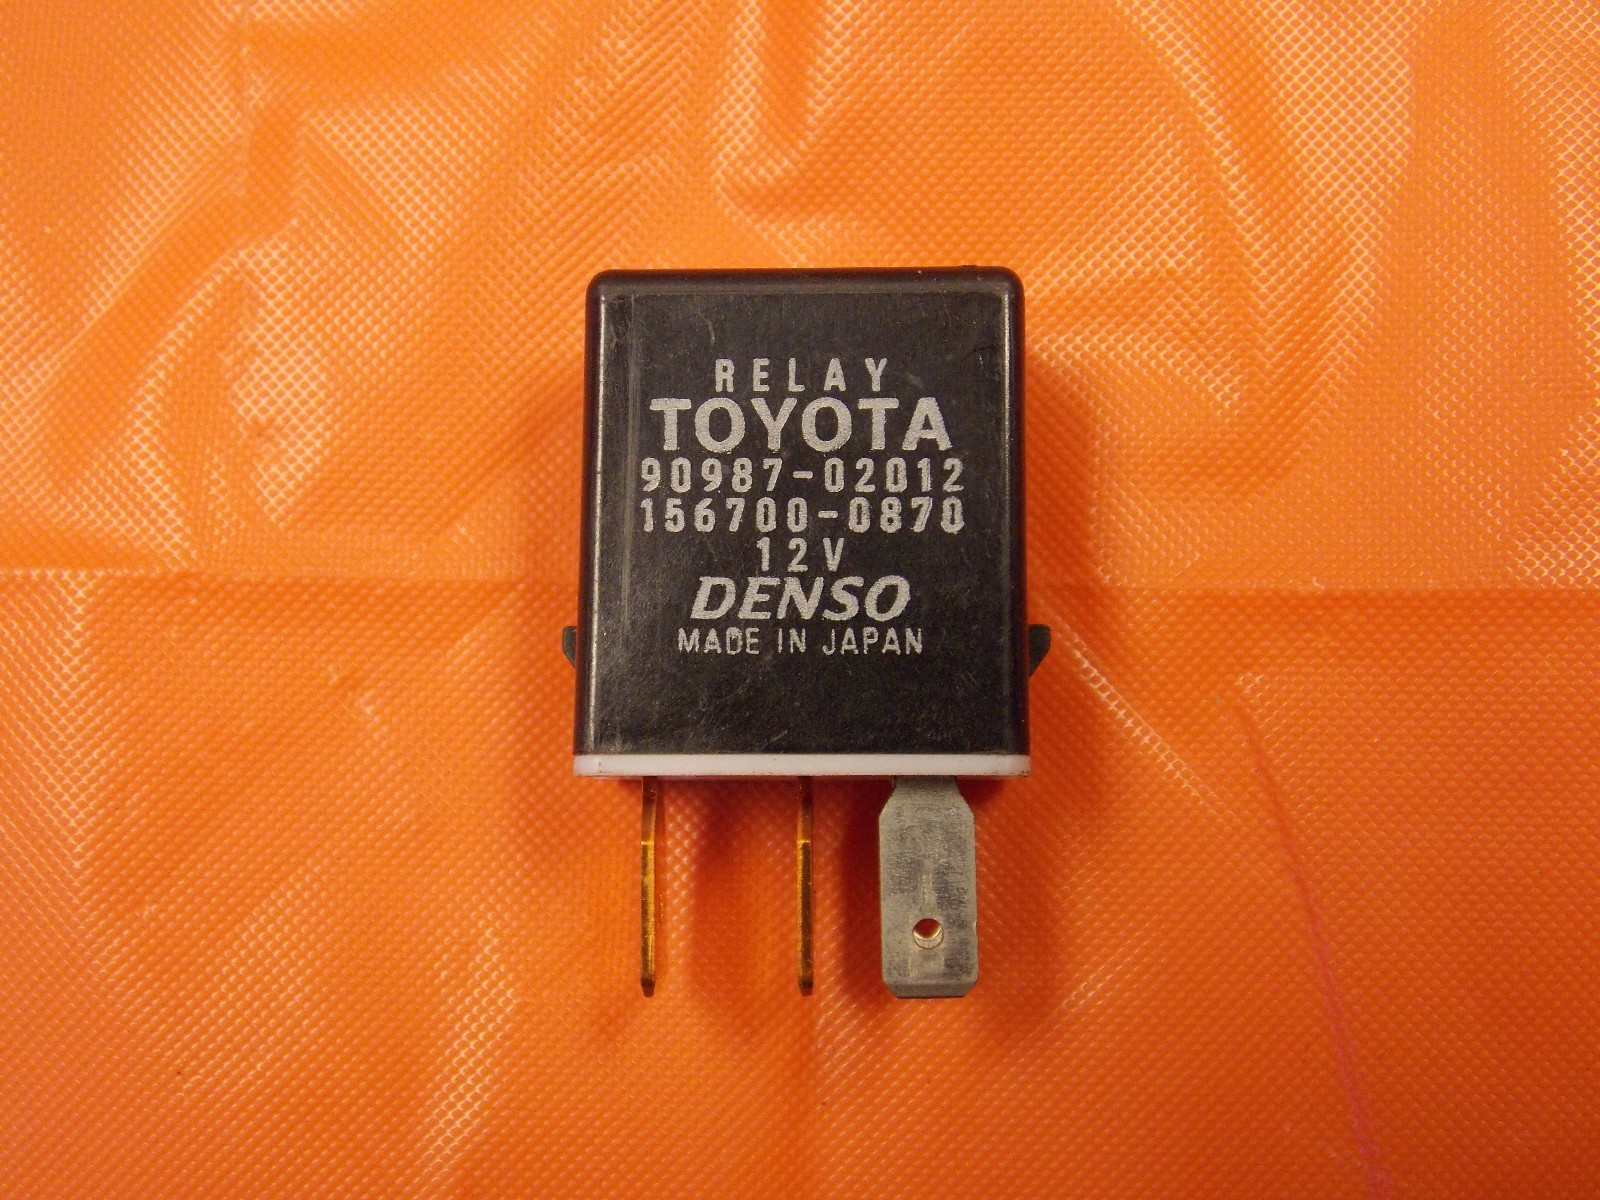 RELAY
TOYOTA
90987-02012
156700-0870
12V
DENSO
MADE IN JAPAN